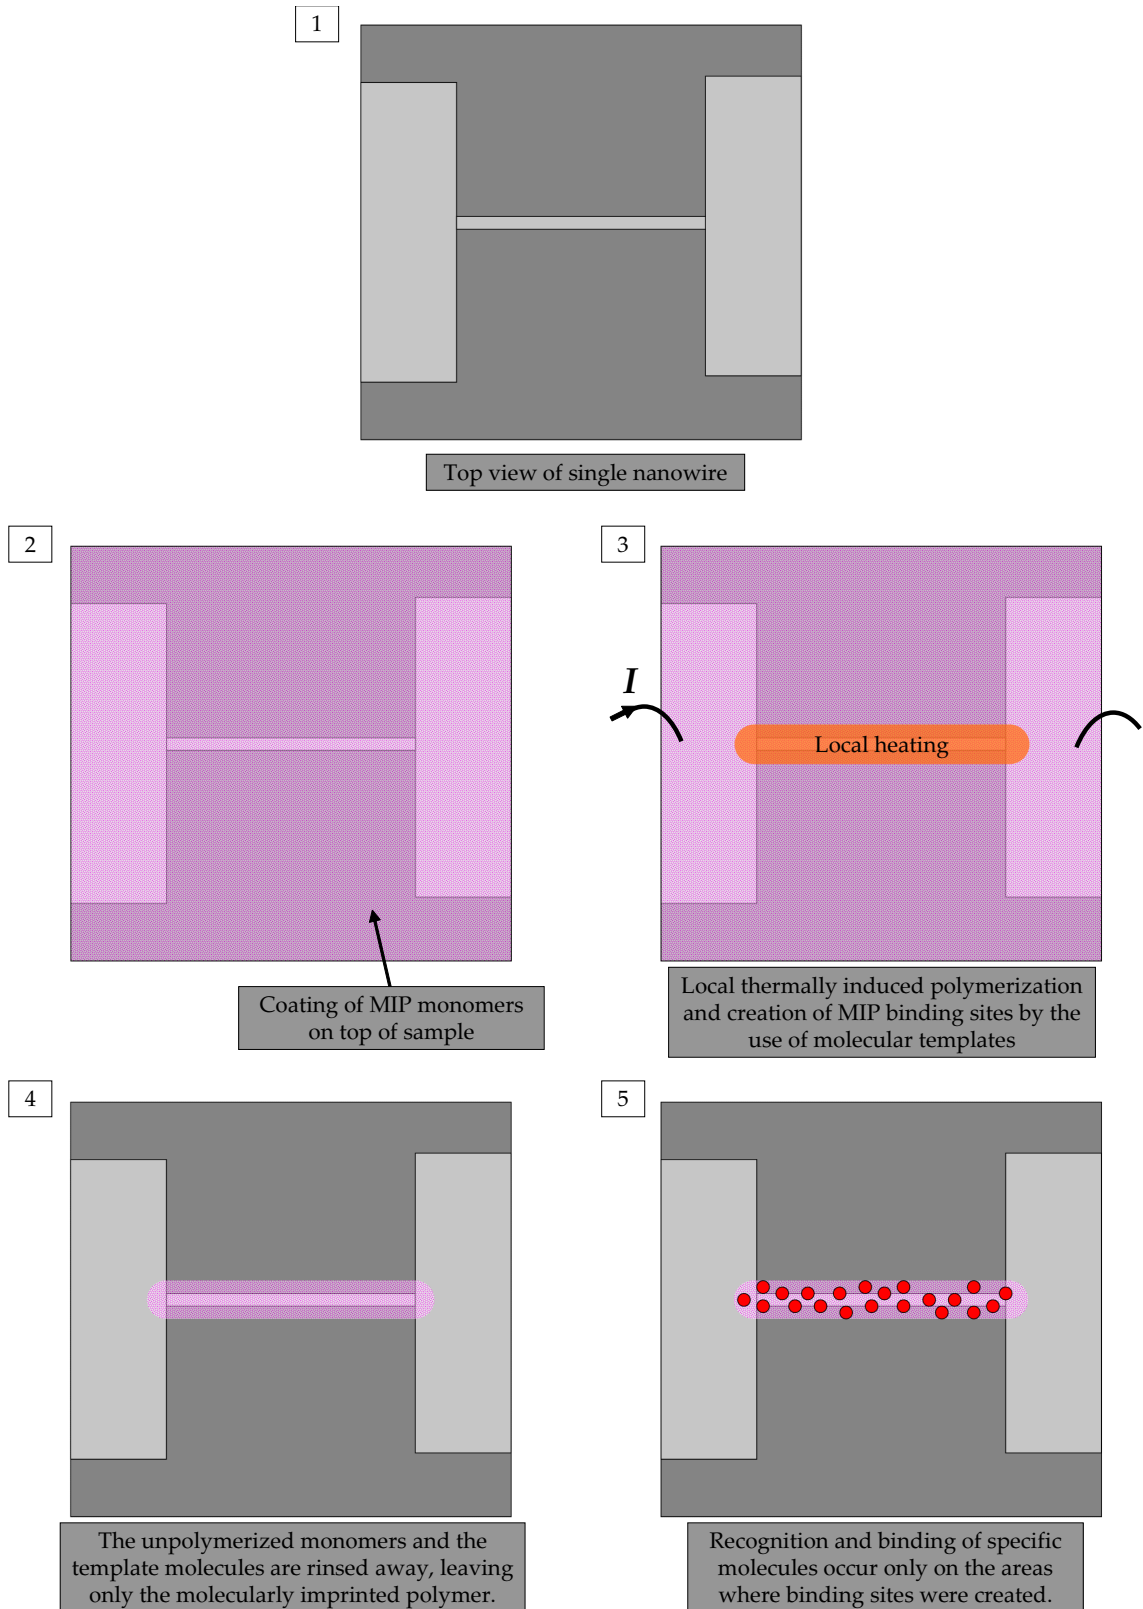 1
Top view of single nanowire
2
Coating of MIP monomers
on top of sample
3
I
Local heating
Local thermally induced polymerization
and creation of MIP binding sites by the
use of molecular templates
4
The unpolymerized monomers and the
template molecules are rinsed away, leaving
only the molecularly imprinted polymer.
5
Recognition and binding of specific
molecules occur only on the areas
where binding sites were created.